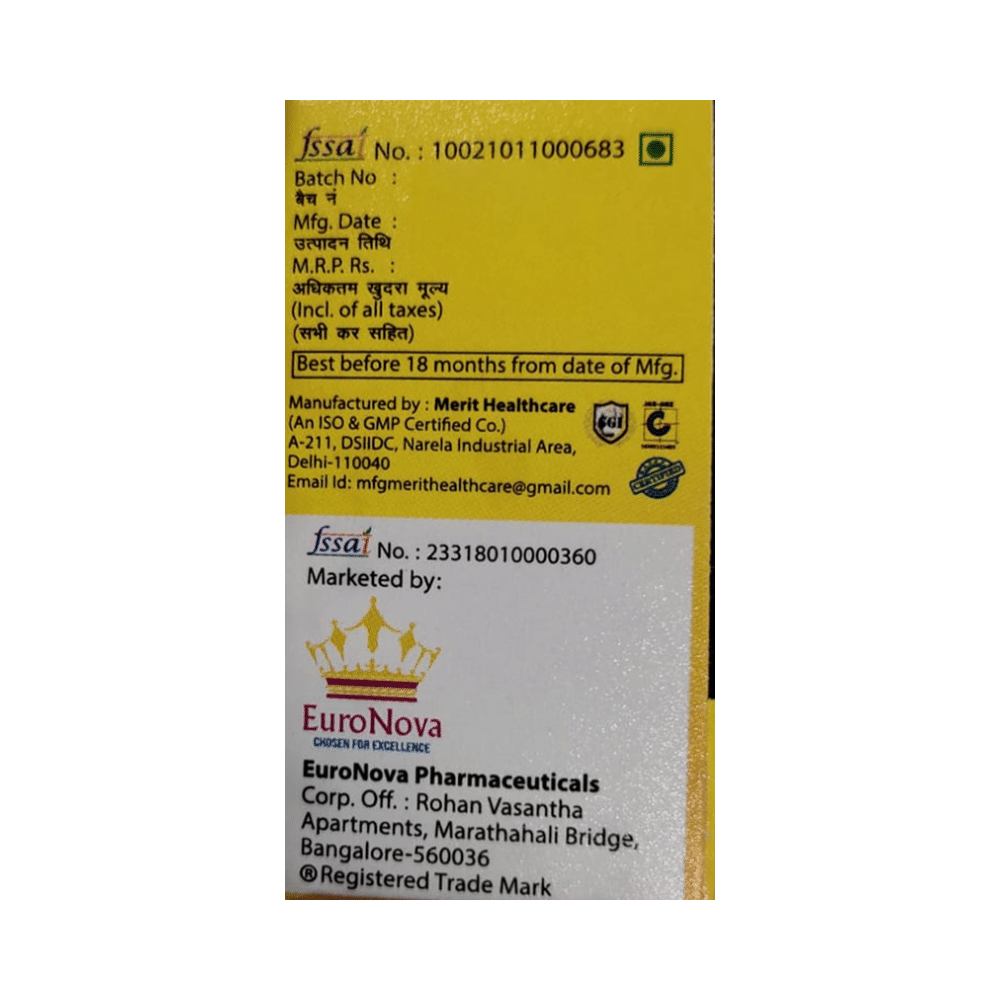 fssai No. : 10021011000683
Batch No :
बैच नं
Mfg. Date :
उत्पादन तिथि
M.R.P. Rs. :
अधिकतम खुदरा मूल्य
(Incl. of all taxes)
(सभी कर सहित)
Best before 18 months from date of Mfg.
Manufactured by : Merit Healthcare
(An ISO & GMP Certified Co.)
A-211, DSIIDC, Narela Industrial Area,
Delhi-110040
Email Id: mfgmerithealthcare@gmail.com
CERTIFIED
fssai No. : 23318010000360
Marketed by:
EuroNova
CHOSEN FOR EXCELLENCE
EuroNova Pharmaceuticals
Corp. Off. : Rohan Vasantha
Apartments, Marathahali Bridge,
Bangalore-560036
®Registered Trade Mark